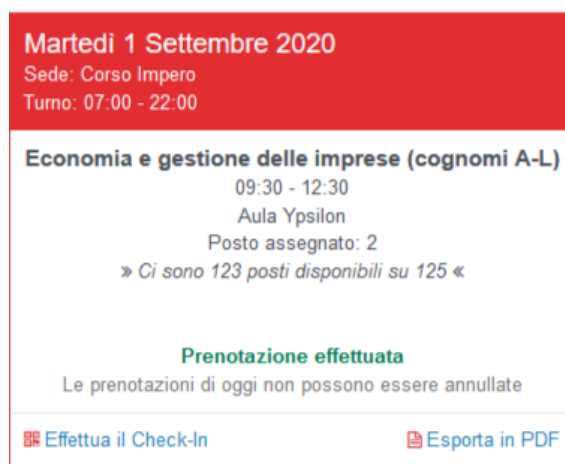 Martedì 1 Settembre 2020
Sede: Corso Impero
Turno: 07:00 - 22:00
Economia e gestione delle imprese (cognomi A-L)
09:30 - 12:30
Aula Ypsilon
Posto assegnato: 2
» Ci sono 123 posti disponibili su 125 «
Prenotazione effettuata
Le prenotazioni di oggi non possono essere annullate
Effettua il Check-In
Esporta in PDF